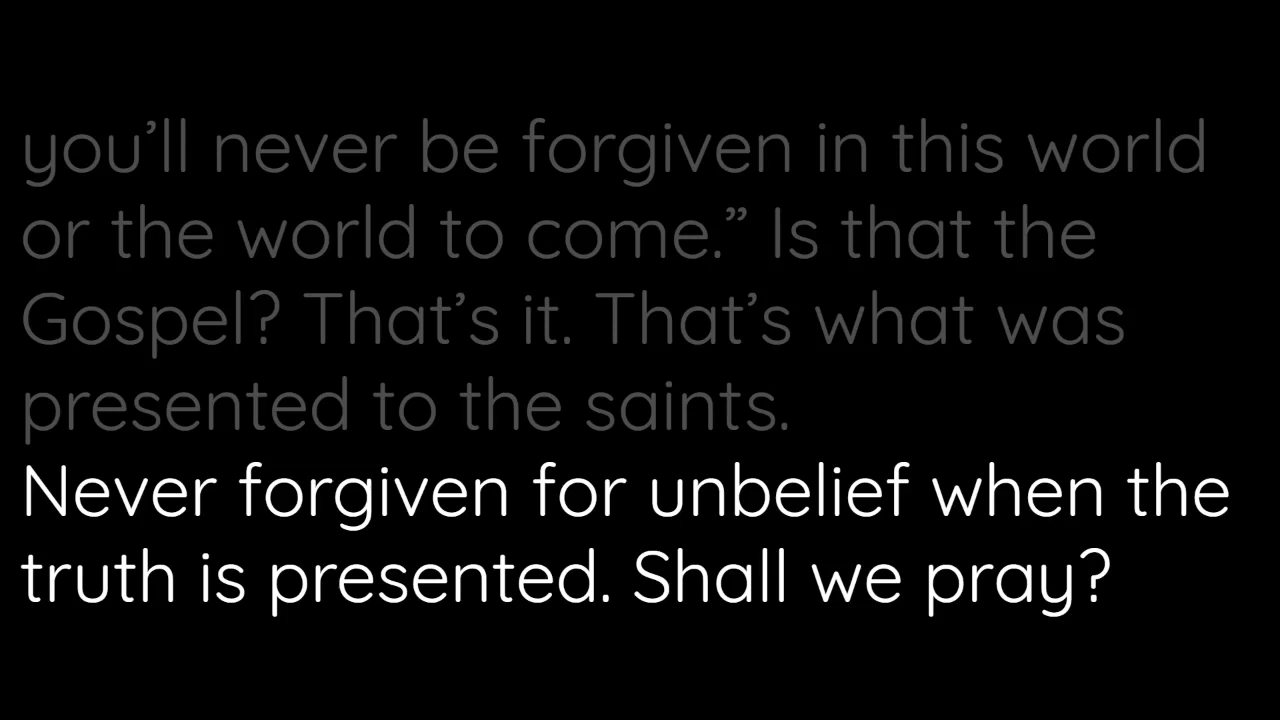 you’ll never be forgiven in this world
or the world to come.” Is that the
Gospel? That’s it. That’s what was
presented to the saints.
Never forgiven for unbelief when the
truth is presented. Shall we pray?